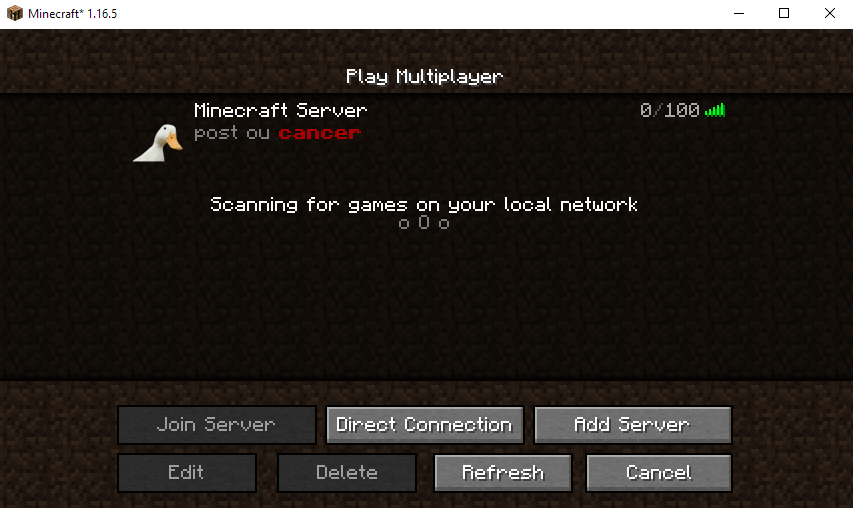 Minecraft* 1.16.5
Play Multiplayer
Minecraft Server 0/100
post ou cancer
Scanning for games on your local network
o O o
Join Server Direct Connection Add Server
Edit Delete Refresh Cancel